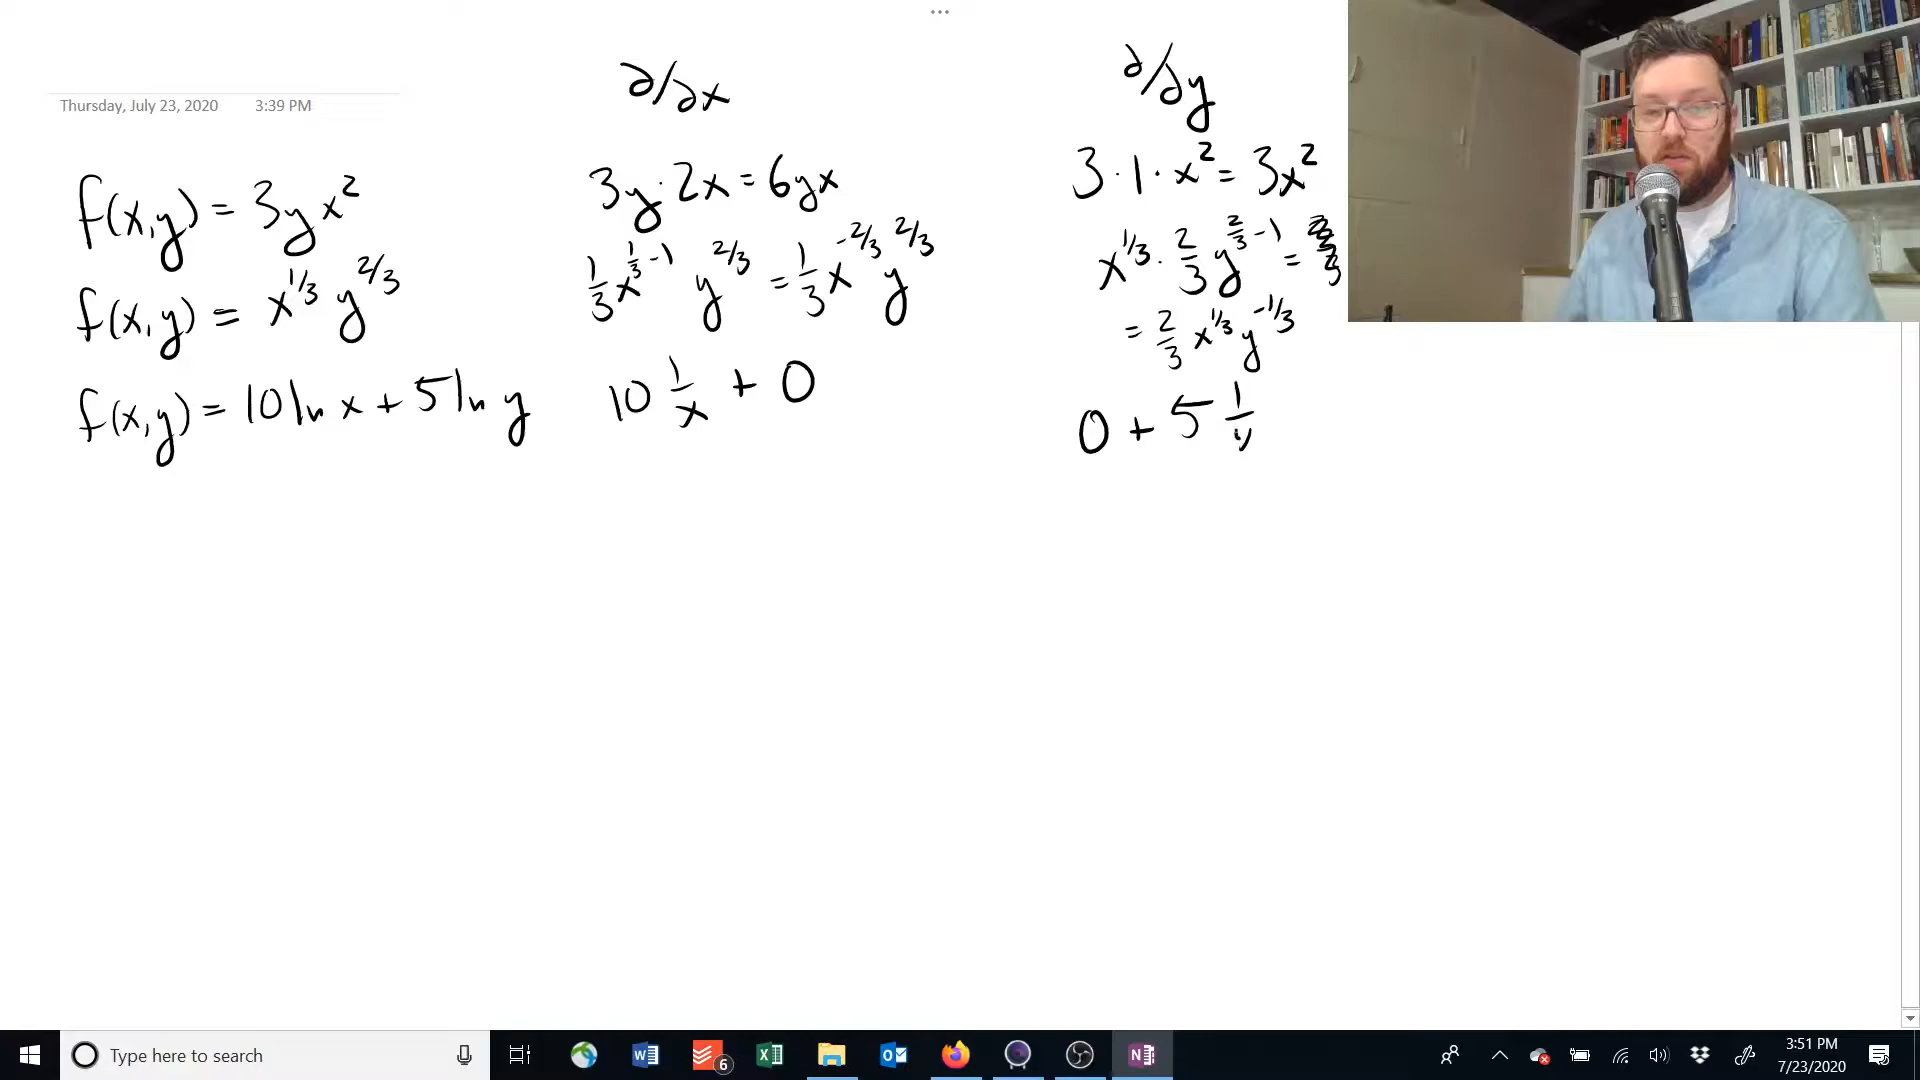 Thursday, July 23, 2020 3:39 PM
∂/∂x
∂/∂y
f(x,y) = 3yx²
3y·2x = 6yx
3·1·x² = 3x²
f(x,y) = x^1/3 y^2/3
1/3 x^(1/3 - 1) y^2/3 = 1/3 x^-2/3 y^2/3
x^1/3 · 2/3 y^(2/3 - 1) =
= 2/3 x^1/3 y^-1/3
f(x,y) = 10 ln x + 5 ln y
10 1/x + 0
0 + 5 1/y
Type here to search
6
3:51 PM
7/23/2020